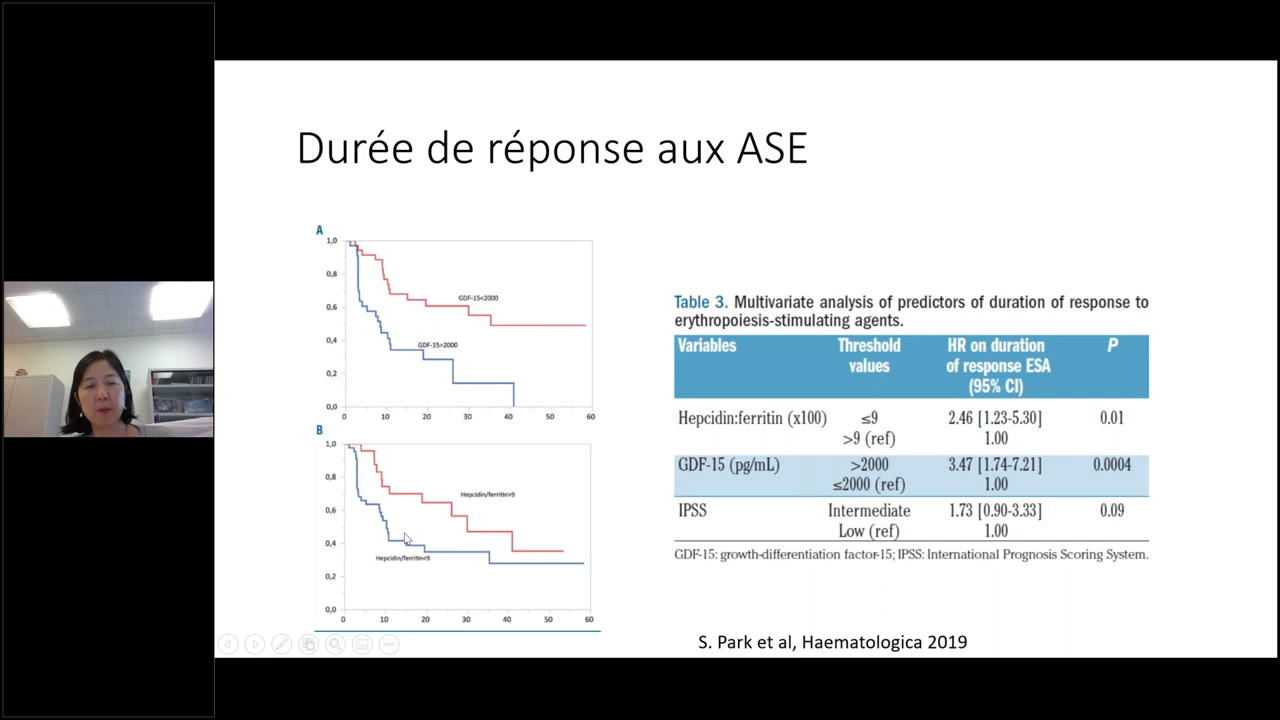 Durée de réponse aux ASE
A
1,0
0,8
0,6
0,4
0,2
0,0
0 10 20 30 40 50 60
GDF-15<2000
GDF-15>2000
B
1,0
0,8
0,6
0,4
0,2
0,0
0 10 20 30 40 50 60
Hepcidin/ferritin>9
Hepcidin/ferritin<9
Table 3. Multivariate analysis of predictors of duration of response to
erythropoiesis-stimulating agents.
Variables Threshold HR on duration P
values of response ESA
(95% CI)
Hepcidin:ferritin (x100) ≤9 2.46 [1.23-5.30] 0.01
>9 (ref) 1.00
GDF-15 (pg/mL) >2000 3.47 [1.74-7.21] 0.0004
≤2000 (ref) 1.00
IPSS Intermediate 1.73 [0.90-3.33] 0.09
Low (ref) 1.00
GDF-15: growth-differentiation factor-15; IPSS: International Prognosis Scoring System.
S. Park et al, Haematologica 2019